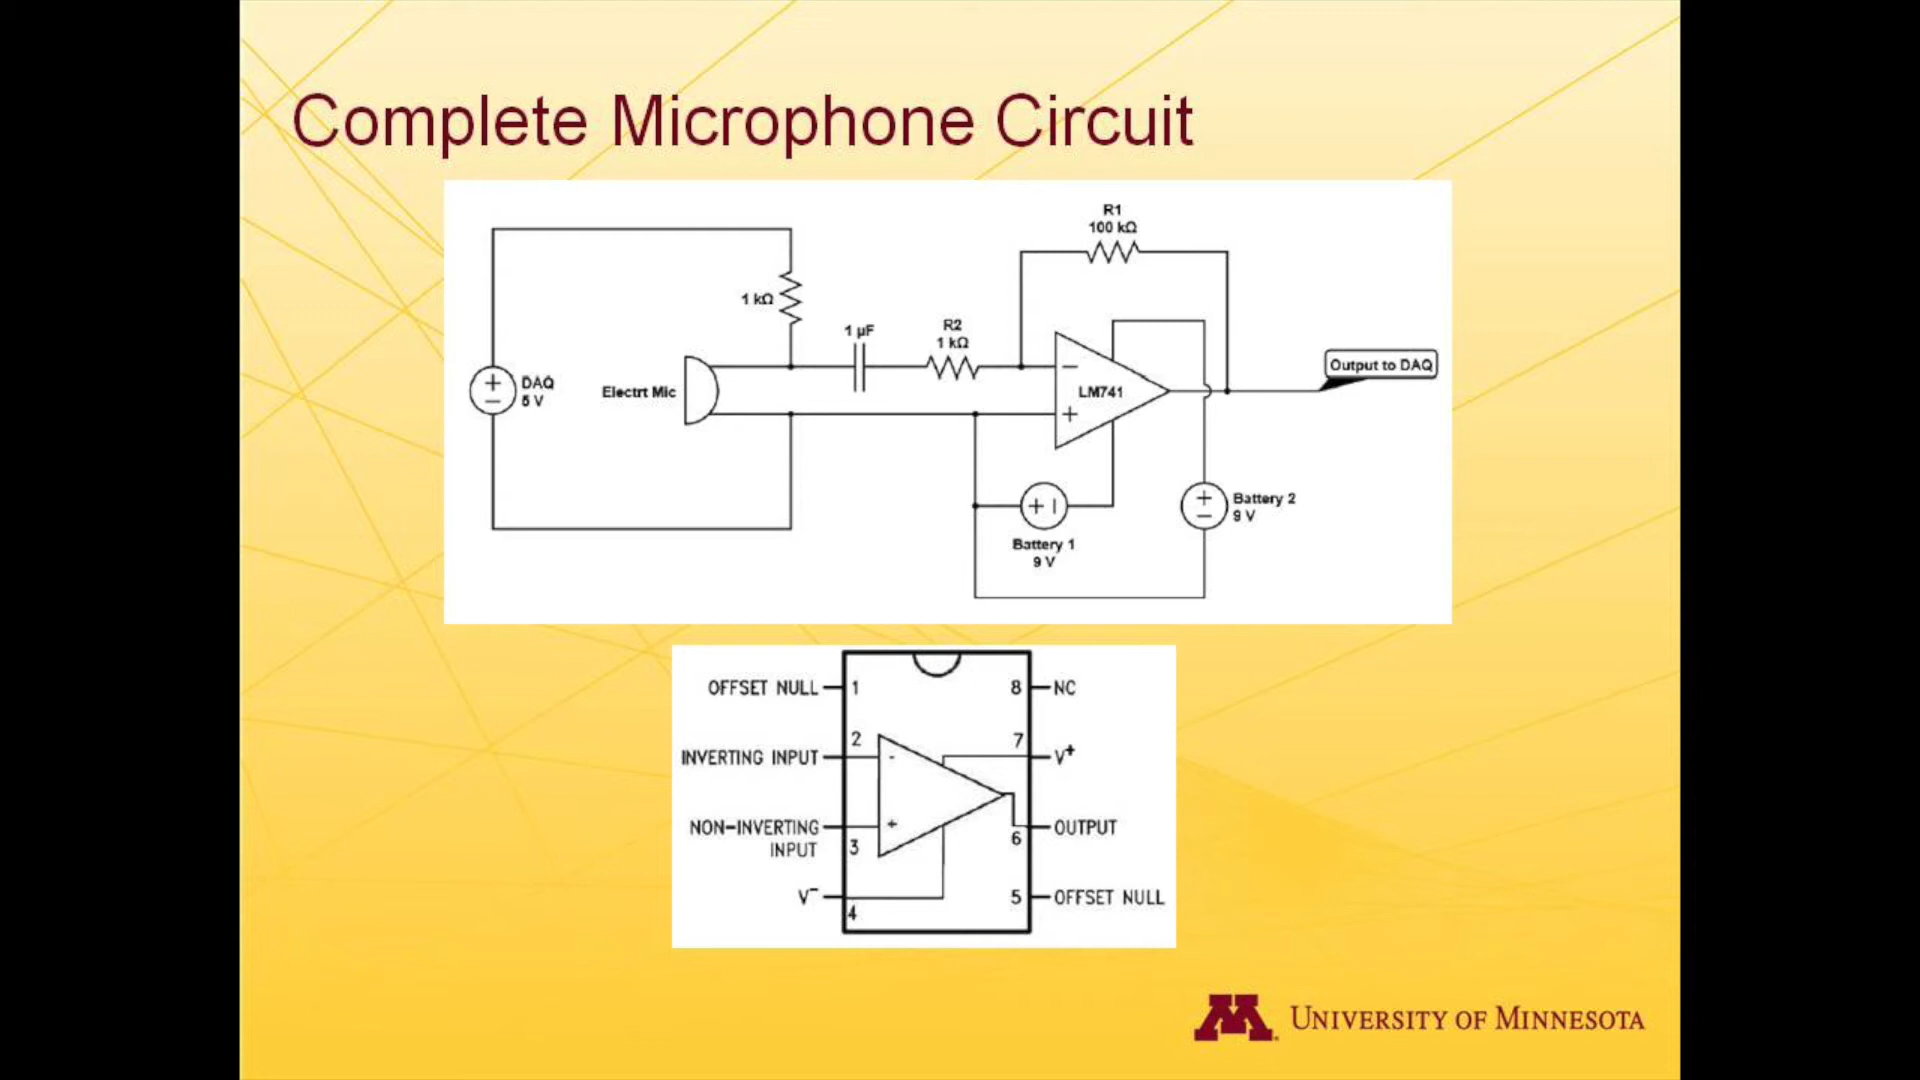 Complete Microphone Circuit
R1
100 kΩ
1 kΩ
1 µF
R2
1 kΩ
DAQ
5 V
Electrt Mic
+
−
−
LM741
+
Output to DAQ
+ −
Battery 1
9 V
+
−
Battery 2
9 V
OFFSET NULL 1
8 NC
2
INVERTING INPUT
-
7
V+
NON-INVERTING
INPUT
3
+
6
OUTPUT
V−
4
5 OFFSET NULL
M
UNIVERSITY OF MINNESOTA